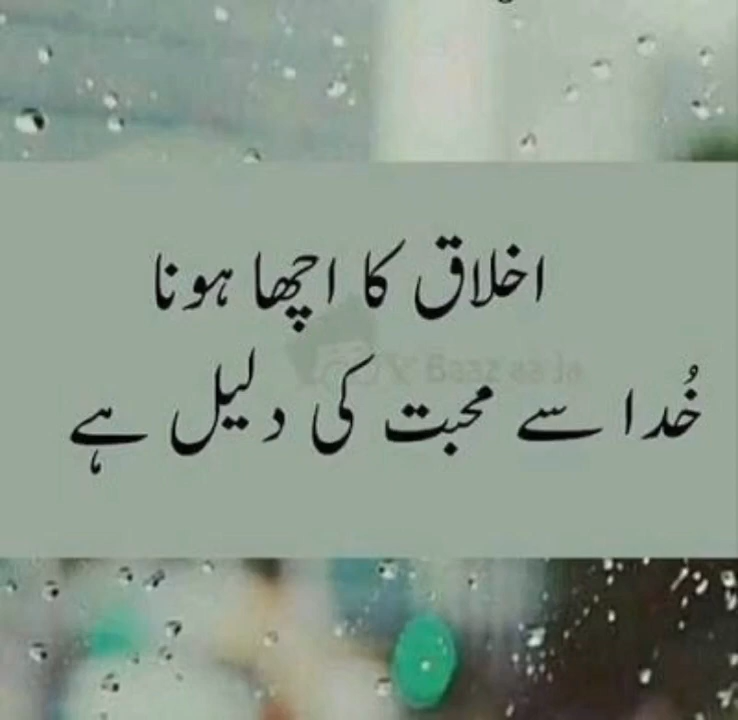 اخلاق کا اچھا ہونا
خُدا سے محبت کی دلیل ہے